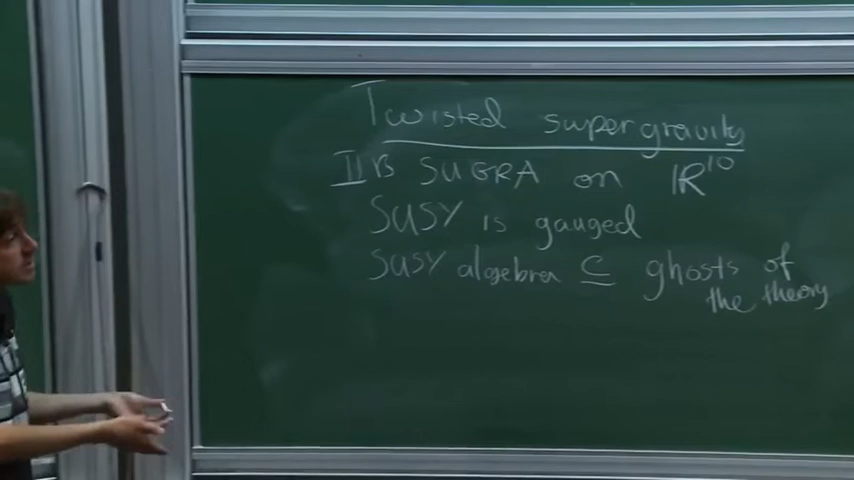 Twisted supergravity
IIB SUGRA on ℝ¹⁰
SUSY is gauged
SUSY algebra ⊆ ghosts of
the theory